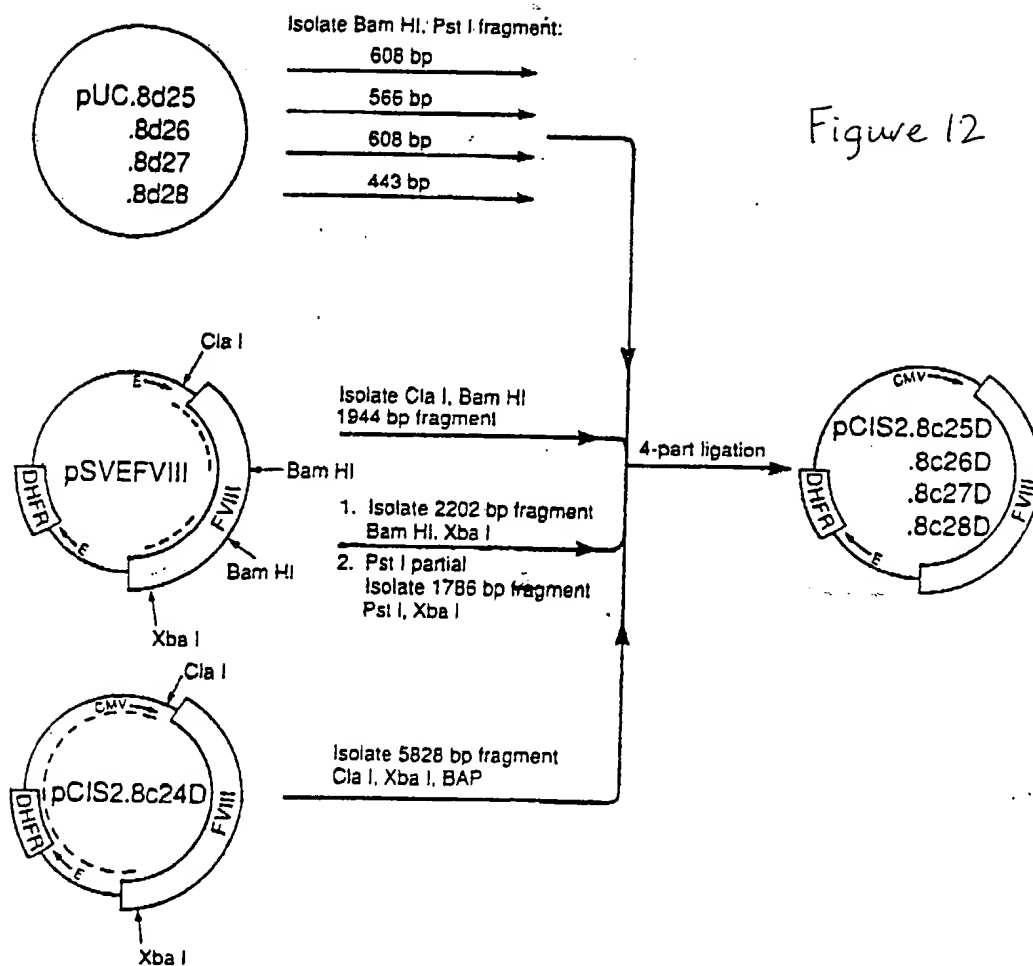 Isolate Bam HI, Pst I fragment:
608 bp
566 bp
608 bp
443 bp
pUC.8d25
.8d26
.8d27
.8d28
Figure 12
Cla I
E
pSVEFVIII
FVIII
DHFR
E
Bam HI
Bam HI
Xba I
Isolate Cla I, Bam HI
1944 bp fragment
1. Isolate 2202 bp fragment
Bam HI, Xba I
2. Pst I partial
Isolate 1786 bp fragment
Pst I, Xba I
4-part ligation
CMV
pCIS2.8c25D
.8c26D
.8c27D
.8c28D
FVIII
DHFR
E
Cla I
CMV
pCIS2.8c24D
FVIII
DHFR
E
Xba I
Isolate 5828 bp fragment
Cla I, Xba I, BAP